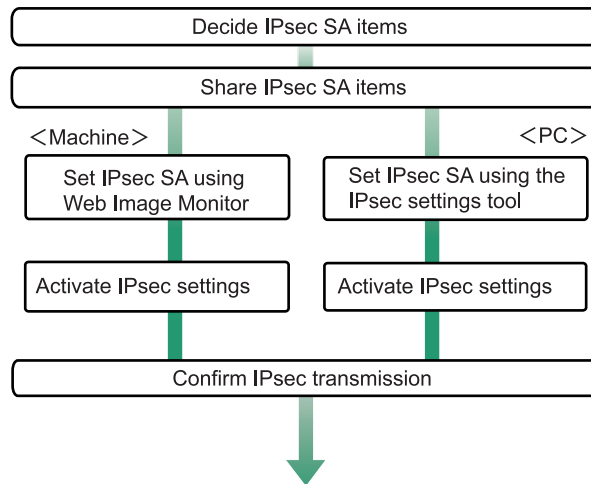 Decide IPsec SA items
Share IPsec SA items
＜Machine＞
＜PC＞
Set IPsec SA using
Web Image Monitor
Set IPsec SA using the
IPsec settings tool
Activate IPsec settings
Activate IPsec settings
Confirm IPsec transmission